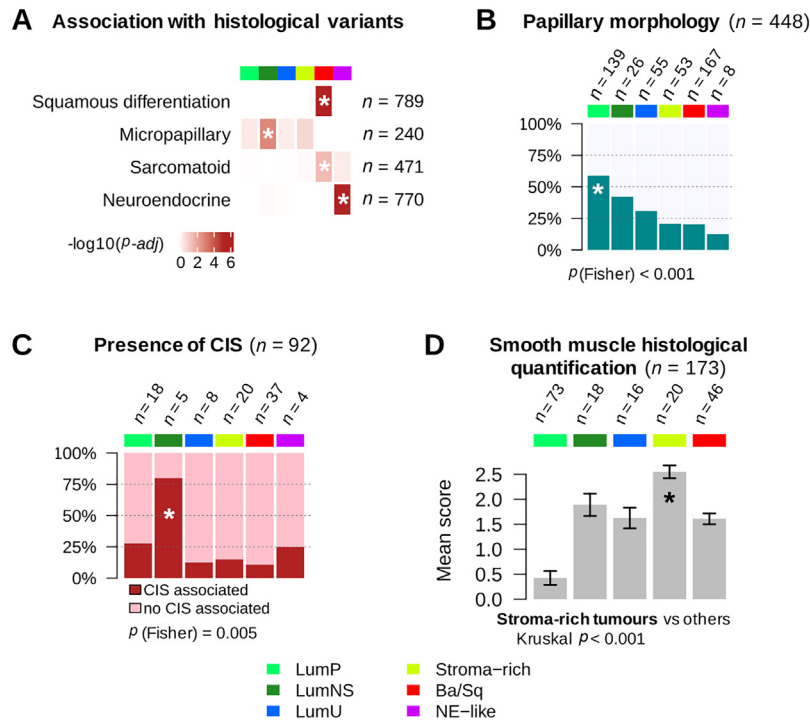 A Association with histological variants
Squamous differentiation * n = 789
Micropapillary * n = 240
Sarcomatoid * n = 471
Neuroendocrine * n = 770
-log10(p-adj)
0 2 4 6
B Papillary morphology (n = 448)
n = 139 n = 26 n = 55 n = 53 n = 167 n = 8
100%
75%
50%
*
25%
0%
p (Fisher) < 0.001
C Presence of CIS (n = 92)
n = 18 n = 5 n = 8 n = 20 n = 37 n = 4
100%
75%
50%
*
25%
0%
CIS associated
no CIS associated
p (Fisher) = 0.005
D Smooth muscle histological
quantification (n = 173)
n = 73 n = 18 n = 16 n = 20 n = 46
Mean score
2.5
2.0
*
1.5
1.0
0.5
0.0
Stroma-rich tumours vs others
Kruskal p < 0.001
LumP
LumNS
LumU
Stroma−rich
Ba/Sq
NE−like